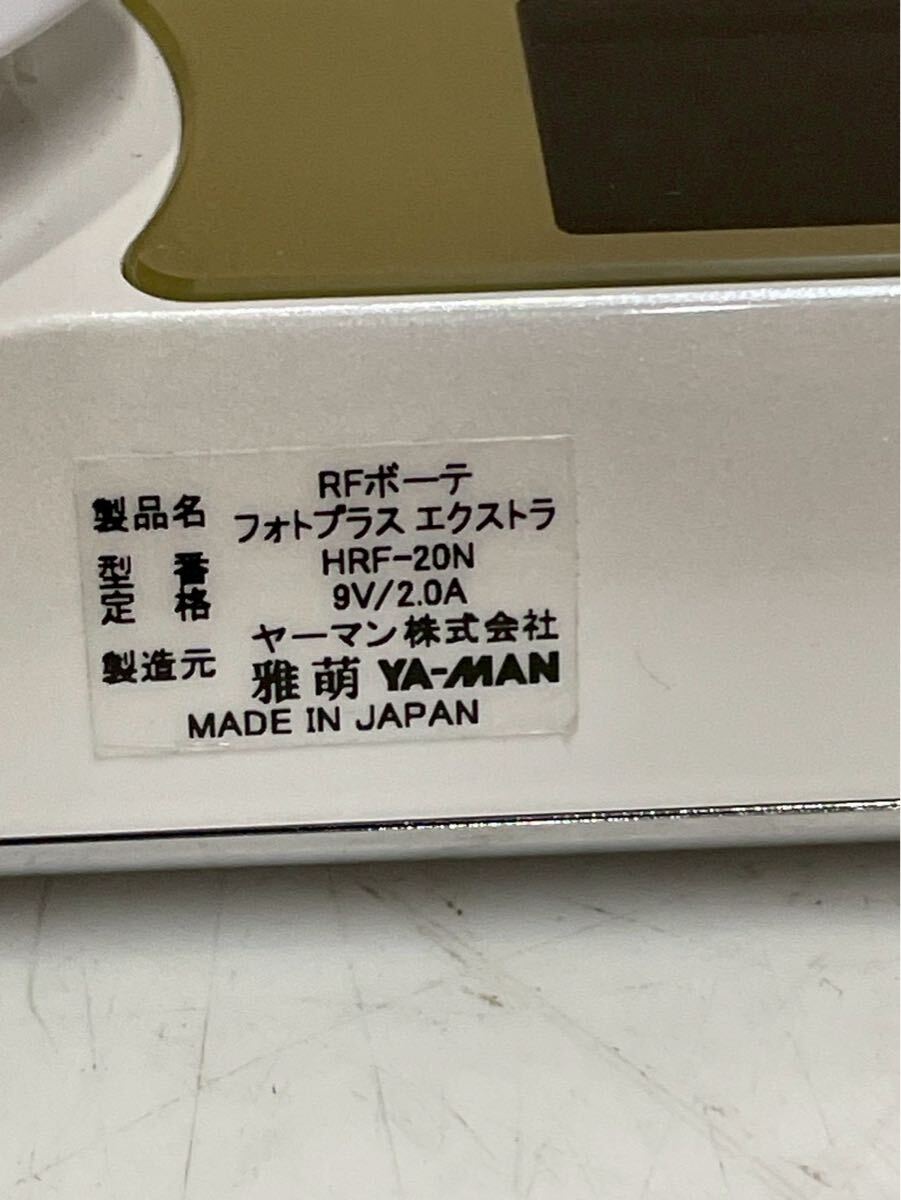 製品名 RFボーテ
フォトプラス エクストラ
型 番 HRF-20N
定 格 9V/2.0A
製造元 ヤーマン株式会社
雅萌 YA-MAN
MADE IN JAPAN